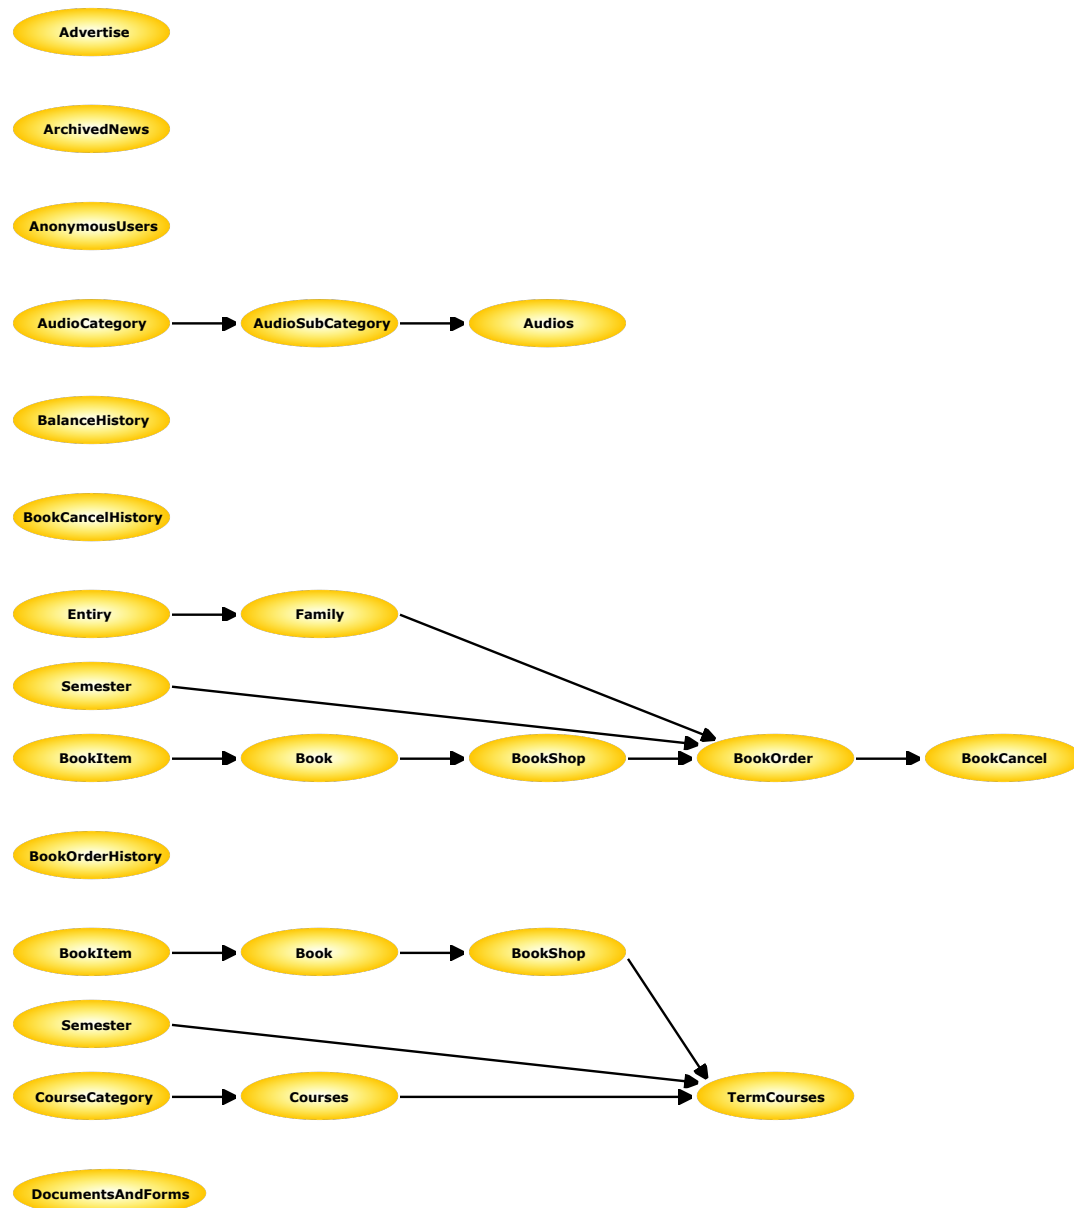 Advertise
ArchivedNews
AnonymousUsers
AudioCategory AudioSubCategory Audios
BalanceHistory
BookCancelHistory
Entiry Family
Semester
BookItem Book BookShop BookOrder BookCancel
BookOrderHistory
BookItem Book BookShop
Semester
CourseCategory Courses TermCourses
DocumentsAndForms